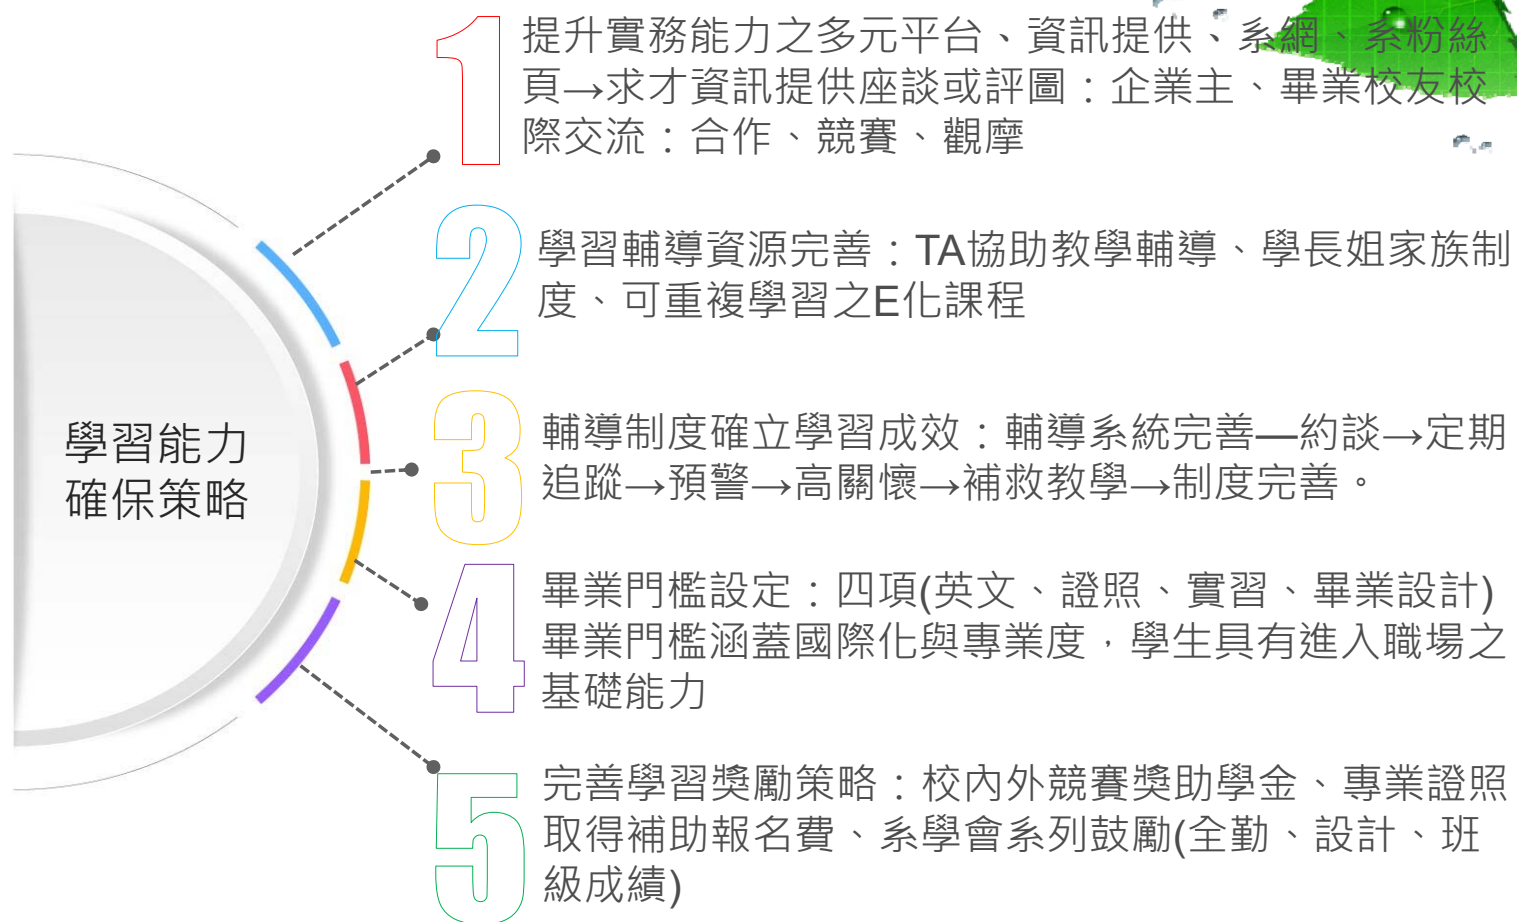 學習能力
確保策略
1
提升實務能力之多元平台、資訊提供、系網、系粉絲
頁→求才資訊提供座談或評圖：企業主、畢業校友校
際交流：合作、競賽、觀摩
2
學習輔導資源完善：TA協助教學輔導、學長姐家族制
度、可重複學習之E化課程
3
輔導制度確立學習成效：輔導系統完善—約談→定期
追蹤→預警→高關懷→補救教學→制度完善。
4
畢業門檻設定：四項(英文、證照、實習、畢業設計)
畢業門檻涵蓋國際化與專業度，學生具有進入職場之
基礎能力
5
完善學習獎勵策略：校內外競賽獎助學金、專業證照
取得補助報名費、系學會系列鼓勵(全勤、設計、班
級成績)